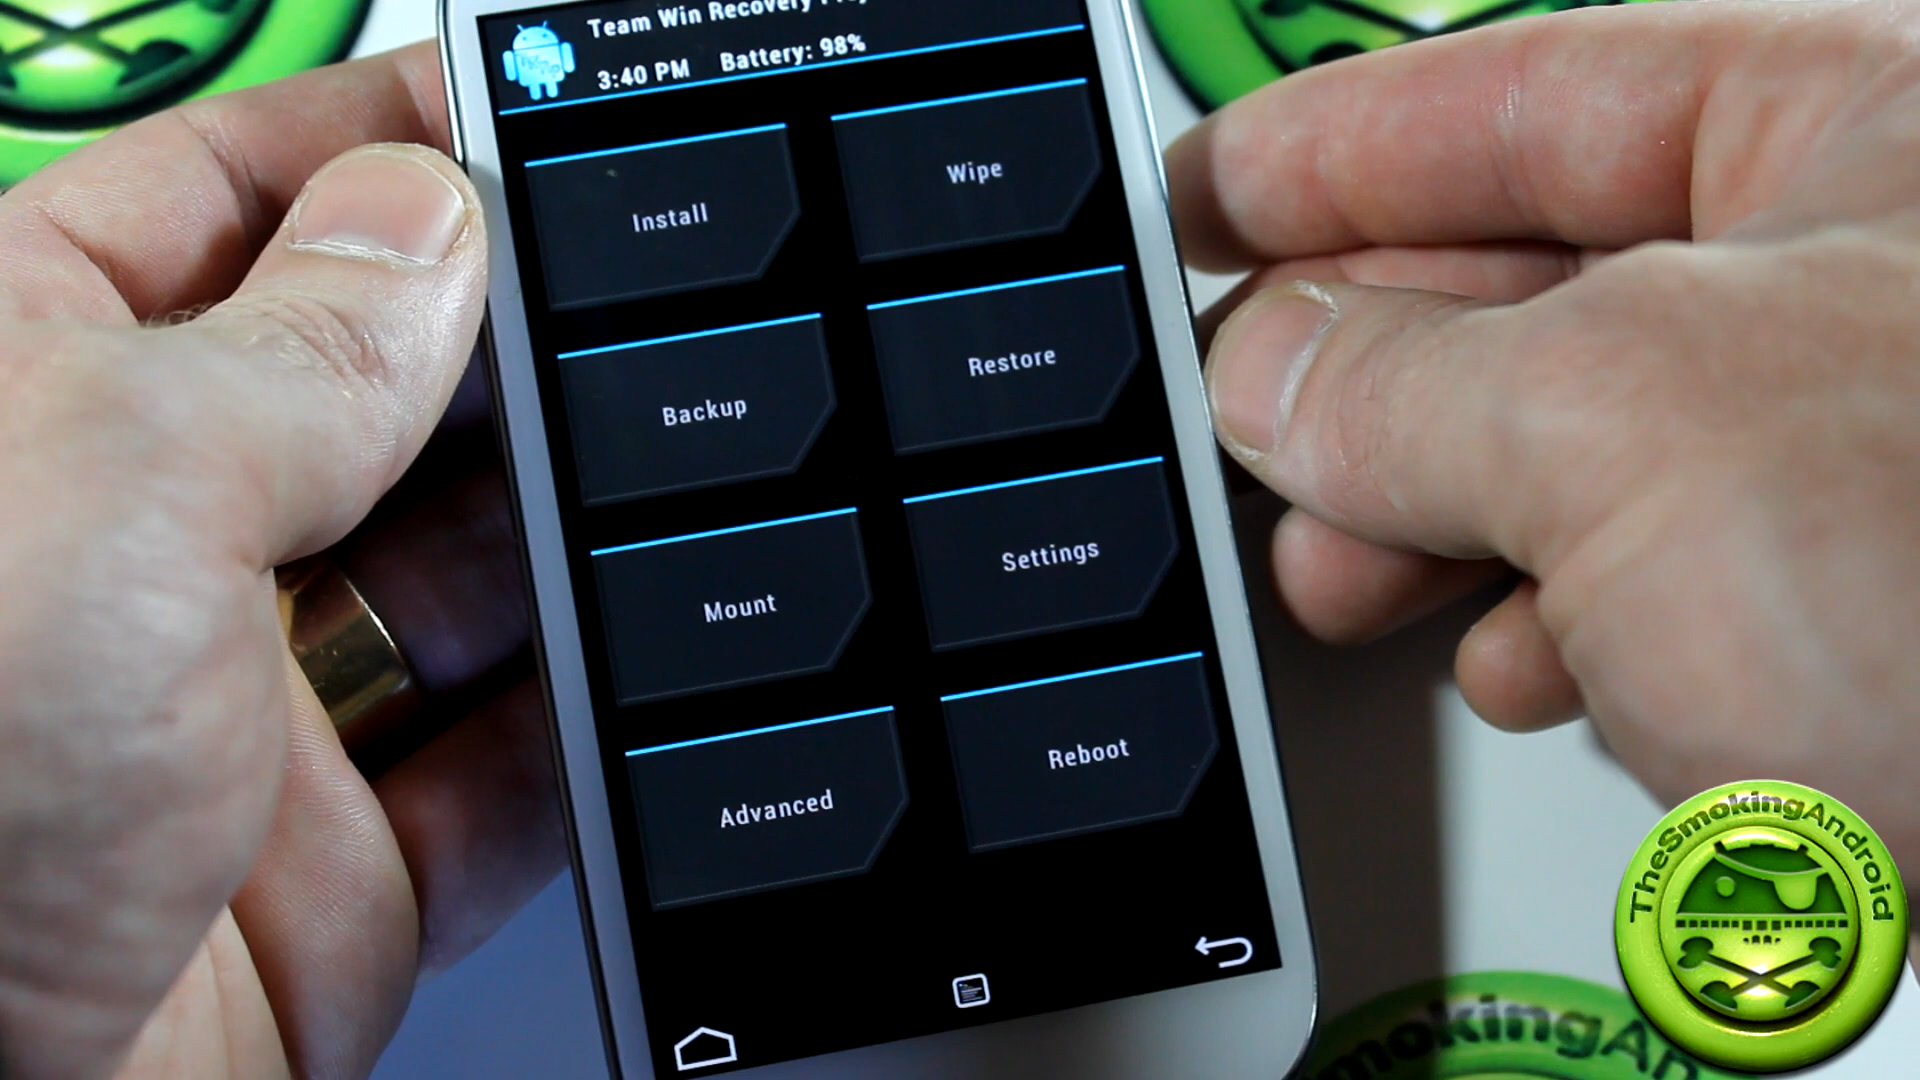 Team Win Recovery
3:40 PM Battery: 98%
Install
Wipe
Backup
Restore
Mount
Settings
Advanced
Reboot
TheSmokingAndroid